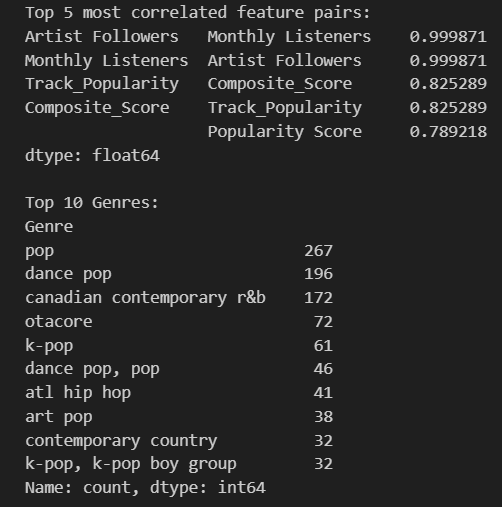 Top 5 most correlated feature pairs:
Artist Followers   Monthly Listeners    0.999871
Monthly Listeners  Artist Followers     0.999871
Track_Popularity   Composite_Score      0.825289
Composite_Score    Track_Popularity     0.825289
                   Popularity Score     0.789218
dtype: float64

Top 10 Genres:
Genre
pop                         267
dance pop                   196
canadian contemporary r&b    172
otacore                      72
k-pop                        61
dance pop, pop               46
atl hip hop                  41
art pop                      38
contemporary country         32
k-pop, k-pop boy group       32
Name: count, dtype: int64